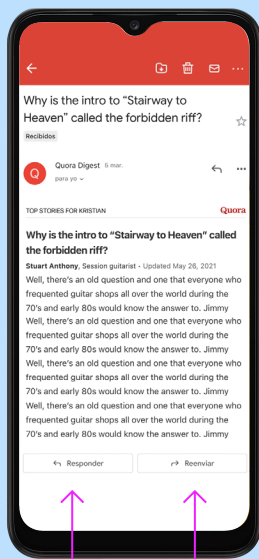 Why is the intro to “Stairway to
Heaven” called the forbidden riff?
Recibidos
Q
Quora Digest 6 mar.
para yo
TOP STORIES FOR KRISTIAN
Quora
Why is the intro to “Stairway to Heaven” called
the forbidden riff?
Stuart Anthony, Session guitarist • Updated May 26, 2021
Well, there’s an old question and one that everyone who
frequented guitar shops all over the world during the
70’s and early 80s would know the answer to. Jimmy
Well, there’s an old question and one that everyone who
frequented guitar shops all over the world during the
70’s and early 80s would know the answer to. Jimmy
Well, there’s an old question and one that everyone who
frequented guitar shops all over the world during the
70’s and early 80s would know the answer to. Jimmy
Well, there’s an old question and one that everyone who
frequented guitar shops all over the world during the
70’s and early 80s would know the answer to. Jimmy
Responder
Reenviar